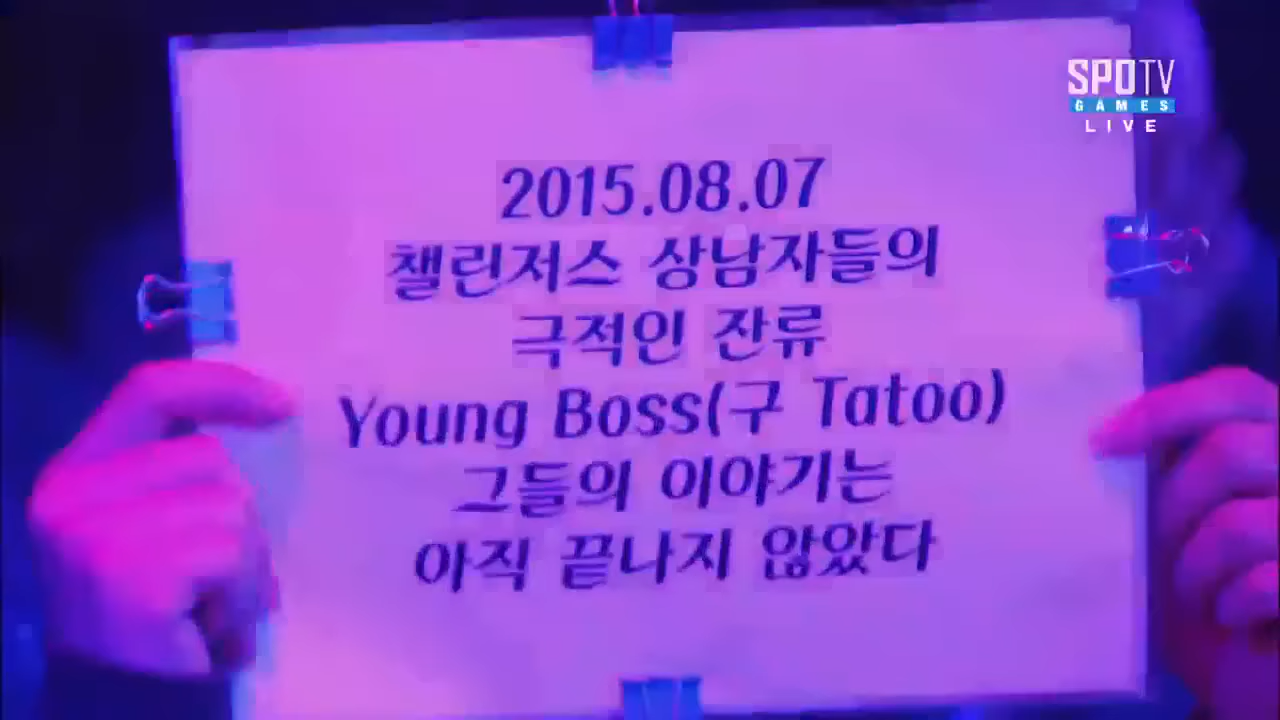 SPOTV
GAMES
LIVE
2015.08.07
챌린저스 상남자들의
극적인 잔류
Young Boss(구 Tatoo)
그들의 이야기는
아직 끝나지 않았다